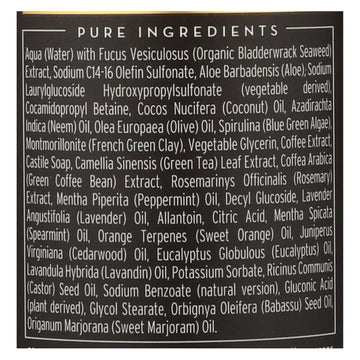 PURE INGREDIENTS
Aqua (Water) with Fucus Vesiculosus (Organic Bladderwrack Seaweed)
Extract, Sodium C14-16 Olefin Sulfonate, Aloe Barbadensis (Aloe), Sodium
Laurylglucoside Hydroxypropylsulfonate (vegetable derived),
Cocamidopropyl Betaine, Cocos Nucifera (Coconut) Oil, Azadirachta
Indica (Neem) Oil, Olea Europaea (Olive) Oil, Spirulina (Blue Green Algae),
Montmorillonite (French Green Clay), Vegetable Glycerin, Coffee Extract,
Castile Soap, Camellia Sinensis (Green Tea) Leaf Extract, Coffea Arabica
(Green Coffee Bean) Extract, Rosemarinys Officinalis (Rosemary)
Extract, Mentha Piperita (Peppermint) Oil, Decyl Glucoside, Lavender
Angustifolia (Lavender) Oil, Allantoin, Citric Acid, Mentha Spicata
(Spearmint) Oil, Orange Terpenes (Sweet Orange) Oil, Juniperus
Virginiana (Cedarwood) Oil, Eucalyptus Globulous (Eucalyptus) Oil,
Lavandula Hybrida (Lavandin) Oil, Potassium Sorbate, Ricinus Communis
(Castor) Seed Oil, Sodium Benzoate (natural version), Gluconic Acid
(plant derived), Glycol Stearate, Orbignya Oleifera (Babassu) Seed Oil,
Origanum Marjorana (Sweet Marjoram) Oil.